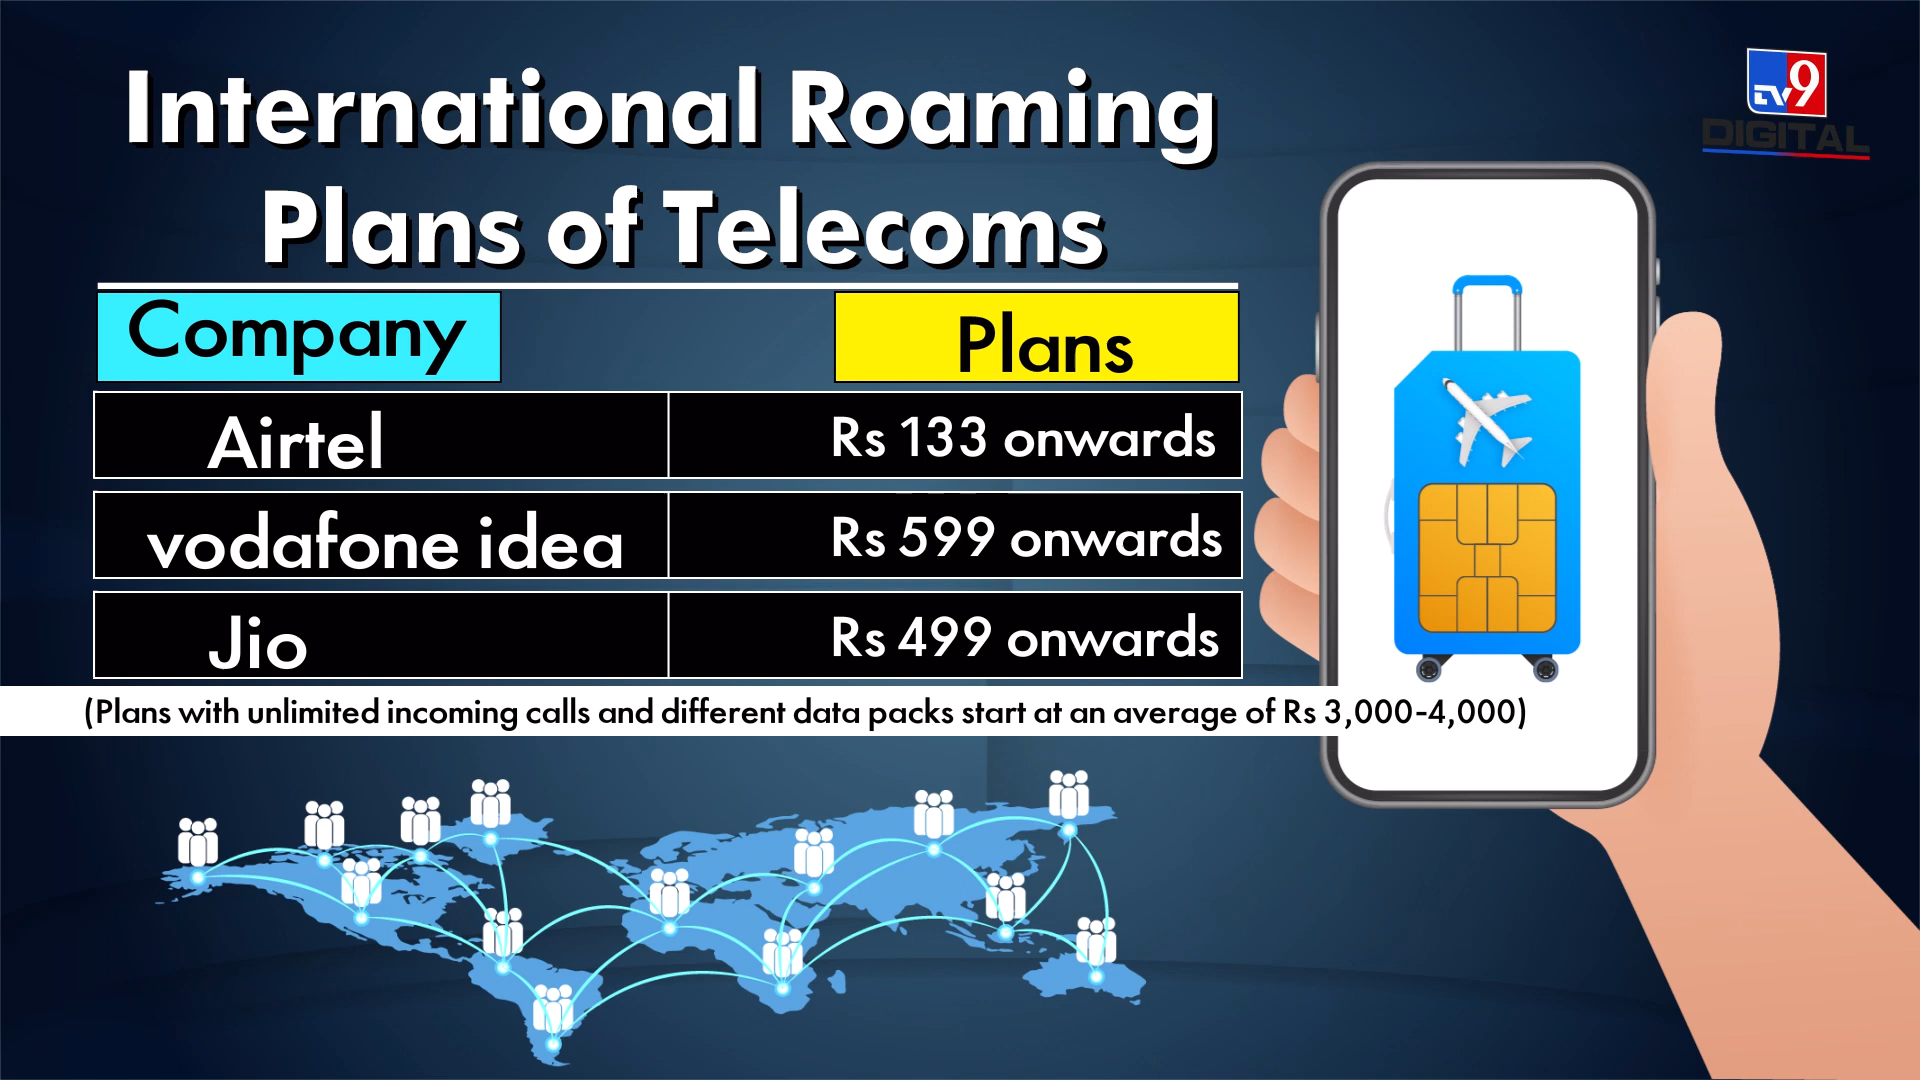 International Roaming
Plans of Telecoms
TV9
DIGITAL
Company Plans
Airtel Rs 133 onwards
vodafone idea Rs 599 onwards
Jio Rs 499 onwards
(Plans with unlimited incoming calls and different data packs start at an average of Rs 3,000-4,000)